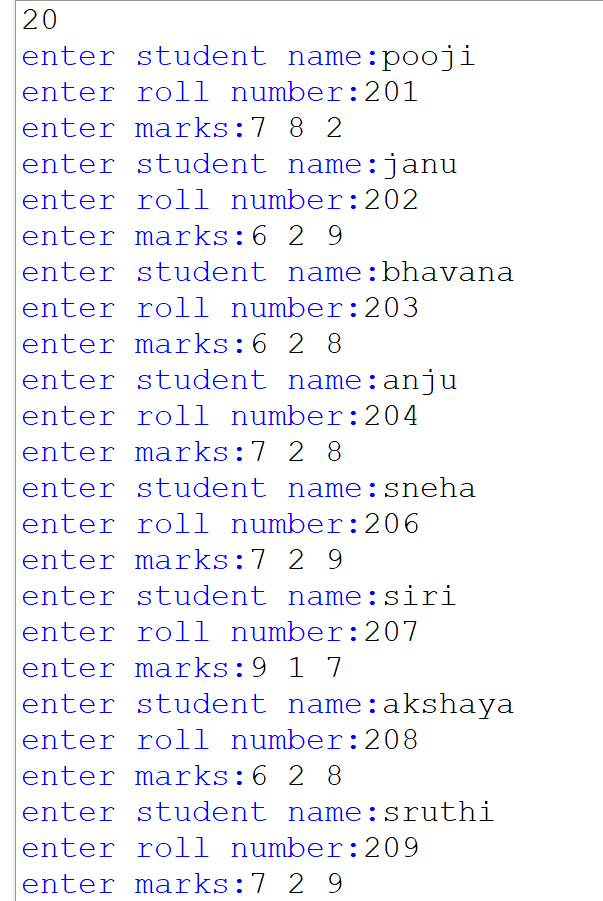 20
enter student name:pooji
enter roll number:201
enter marks:7 8 2
enter student name:janu
enter roll number:202
enter marks:6 2 9
enter student name:bhavana
enter roll number:203
enter marks:6 2 8
enter student name:anju
enter roll number:204
enter marks:7 2 8
enter student name:sneha
enter roll number:206
enter marks:7 2 9
enter student name:siri
enter roll number:207
enter marks:9 1 7
enter student name:akshaya
enter roll number:208
enter marks:6 2 8
enter student name:sruthi
enter roll number:209
enter marks:7 2 9